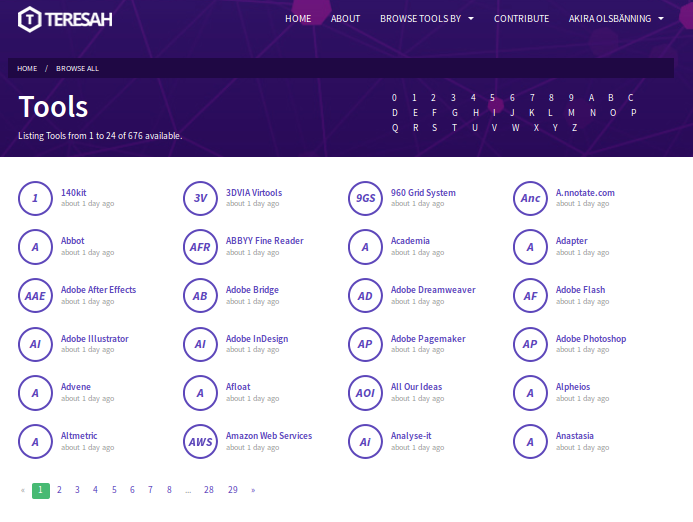 T TERESAH
HOME ABOUT BROWSE TOOLS BY CONTRIBUTE AKIRA OLSBÄNNING
HOME / BROWSE ALL
Tools
Listing Tools from 1 to 24 of 676 available.
0 1 2 3 4 5 6 7 8 9 A B C
D E F G H I J K L M N O P
Q R S T U V W X Y Z
1 140kit about 1 day ago
3V 3DVIA Virtools about 1 day ago
9GS 960 Grid System about 1 day ago
Anc A.nnotate.com about 1 day ago
A Abbot about 1 day ago
AFR ABBYY Fine Reader about 1 day ago
A Academia about 1 day ago
A Adapter about 1 day ago
AAE Adobe After Effects about 1 day ago
AB Adobe Bridge about 1 day ago
AD Adobe Dreamweaver about 1 day ago
AF Adobe Flash about 1 day ago
AI Adobe Illustrator about 1 day ago
AI Adobe InDesign about 1 day ago
AP Adobe Pagemaker about 1 day ago
AP Adobe Photoshop about 1 day ago
A Advene about 1 day ago
A Afloat about 1 day ago
AOI All Our Ideas about 1 day ago
A Alpheios about 1 day ago
A Altmetric about 1 day ago
AWS Amazon Web Services about 1 day ago
Ai Analyse-it about 1 day ago
A Anastasia about 1 day ago
« 1 2 3 4 5 6 7 8 ... 28 29 »